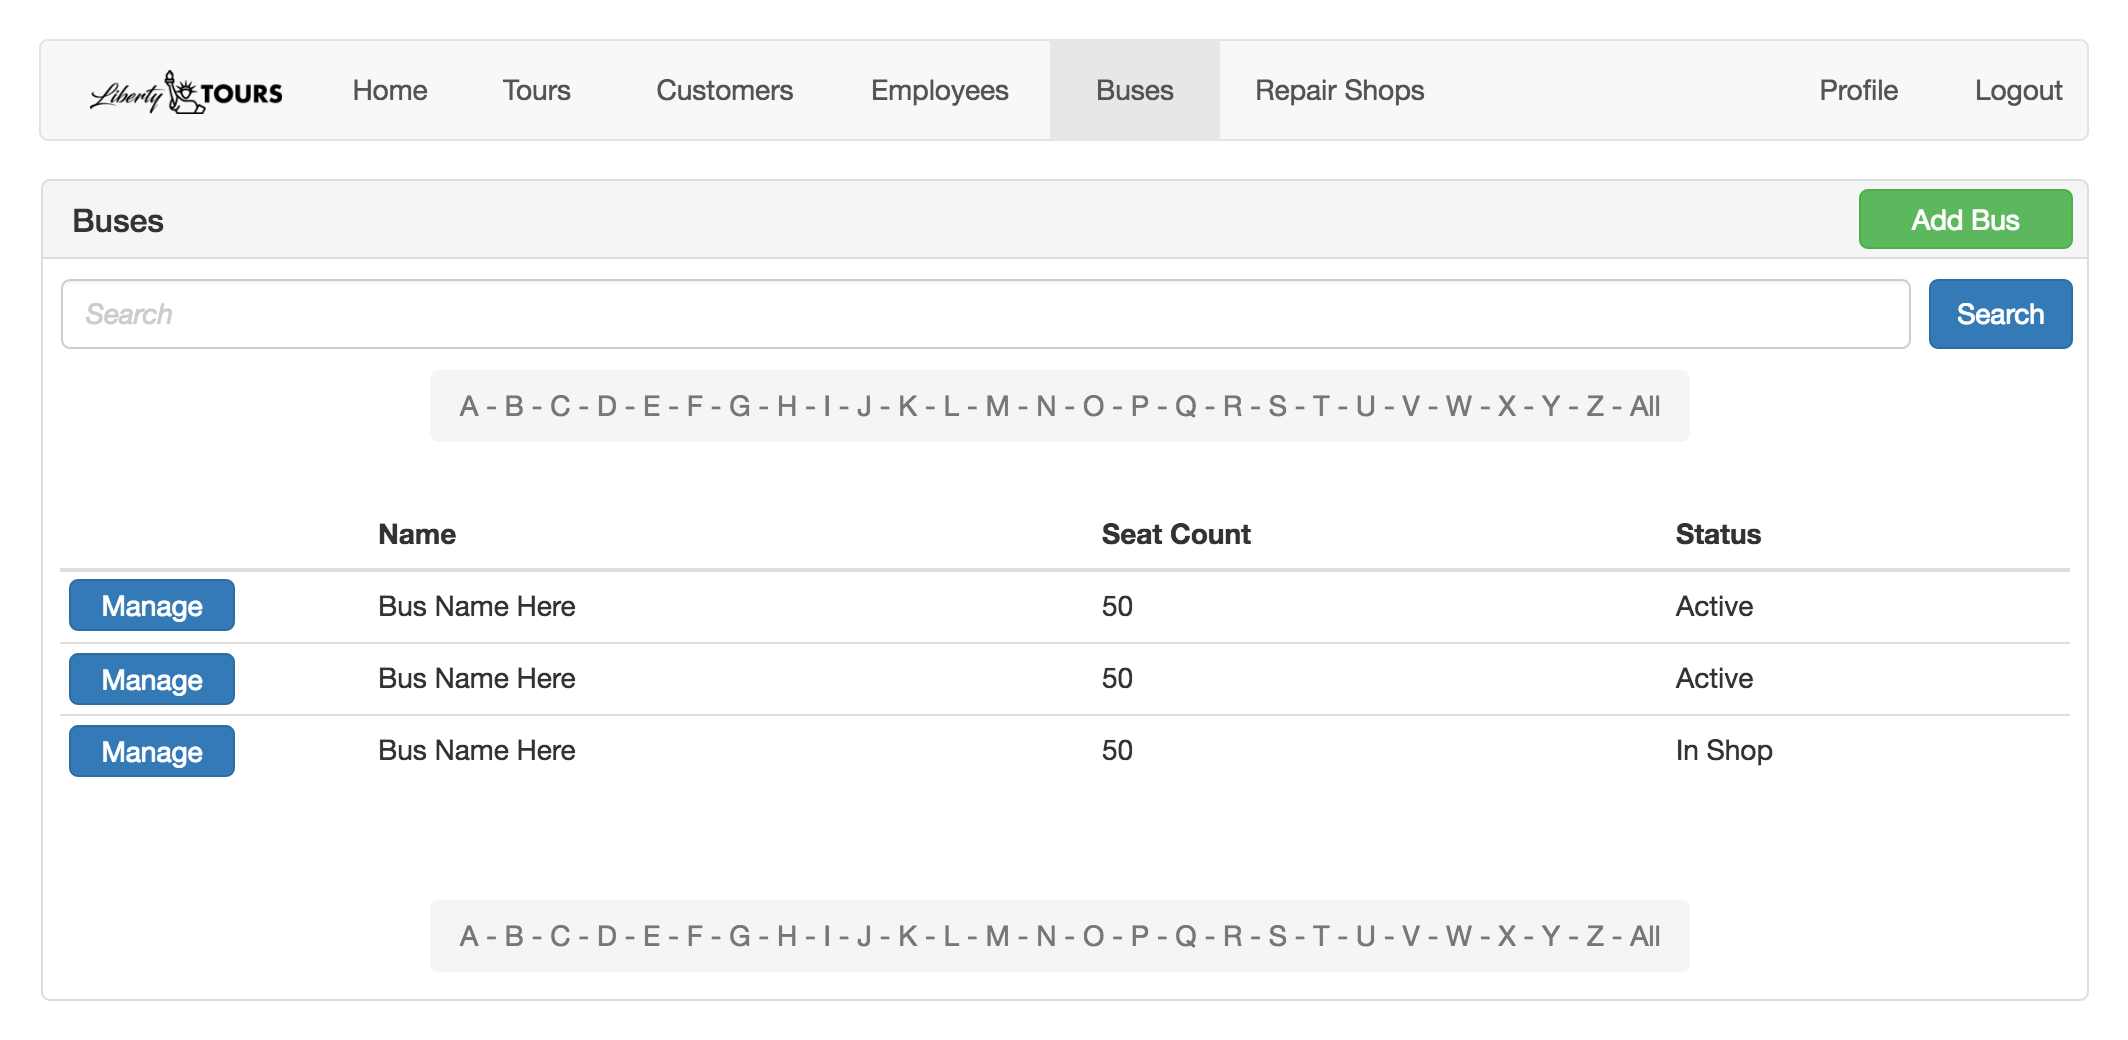 Liberty TOURS Home Tours Customers Employees Buses Repair Shops Profile Logout
Buses Add Bus
Search Search
A - B - C - D - E - F - G - H - I - J - K - L - M - N - O - P - Q - R - S - T - U - V - W - X - Y - Z - All
Name Seat Count Status
Manage Bus Name Here 50 Active
Manage Bus Name Here 50 Active
Manage Bus Name Here 50 In Shop
A - B - C - D - E - F - G - H - I - J - K - L - M - N - O - P - Q - R - S - T - U - V - W - X - Y - Z - All